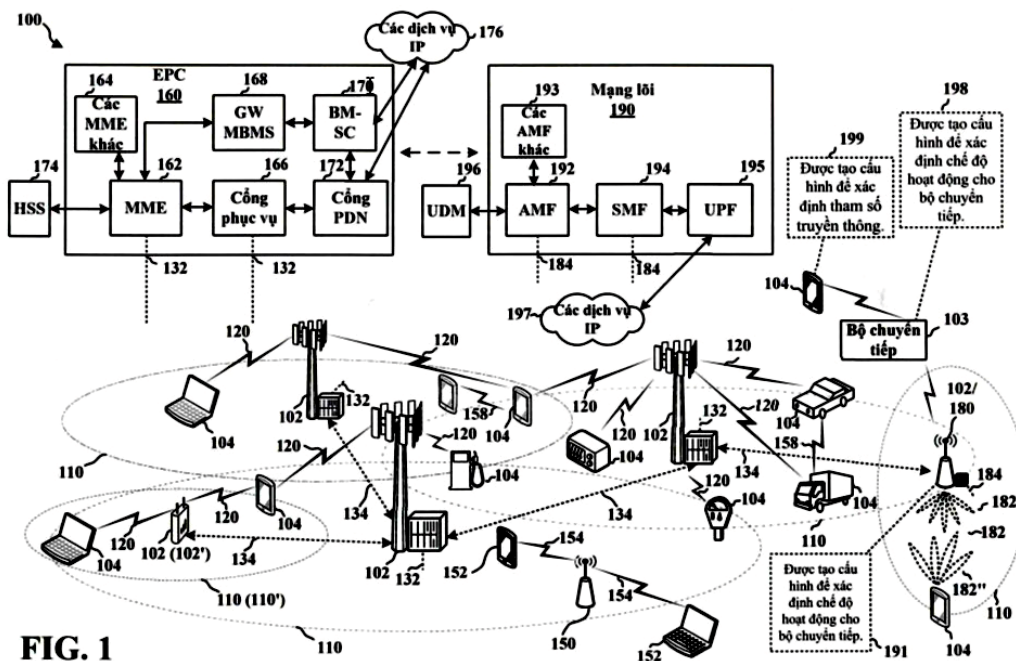 100
Các dịch vụ
IP
176
EPC
160
164
Các
MME
khác
168
GW
MBMS
170
BM-
SC
174
HSS
162
MME
166
Cổng
phục vụ
172
Cổng
PDN
132
132
Mạng lõi
190
193
Các
AMF
khác
196
UDM
192
AMF
194
SMF
195
UPF
184
184
197
Các dịch vụ
IP
199
Được tạo cấu
hình để xác
định tham số
truyền thông.
198
Được tạo cấu
hình để xác
định chế độ
hoạt động cho
bộ chuyển
tiếp.
104
103
Bộ chuyển
tiếp
120
120
104
102
132
158
104
120
120
120
102
132
104
120
104
158
104
102/
180
184
182
182
182"
104
110
110
120
104
134
120
104
120
102 (102')
104
134
102
132
110 (110')
110
134
134
120
104
110
152
154
150
154
152
Được tạo cấu
hình để xác
định chế độ
hoạt động cho
bộ chuyển
tiếp.
191
FIG. 1